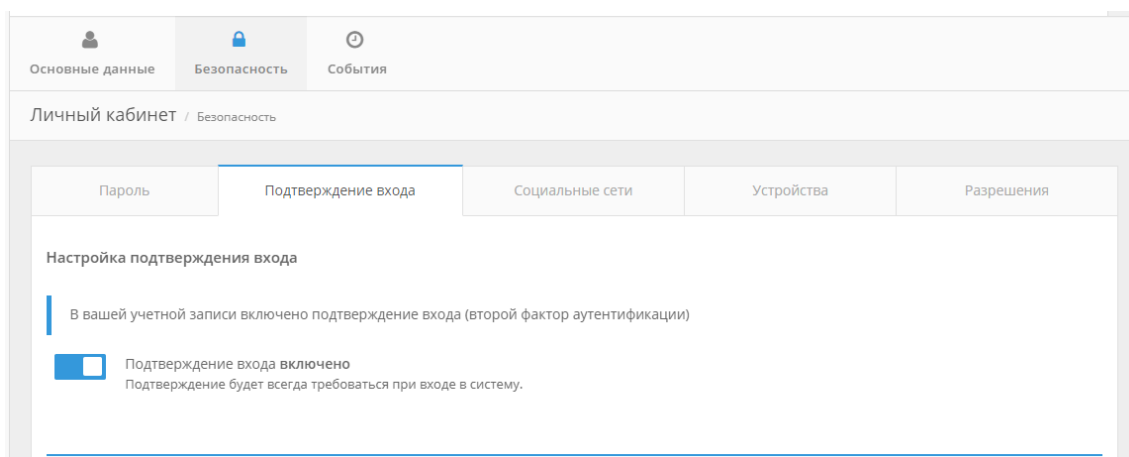 Основные данные
Безопасность
События
Личный кабинет / Безопасность
Пароль
Подтверждение входа
Социальные сети
Устройства
Разрешения
Настройка подтверждения входа
В вашей учетной записи включено подтверждение входа (второй фактор аутентификации)
Подтверждение входа включено
Подтверждение будет всегда требоваться при входе в систему.